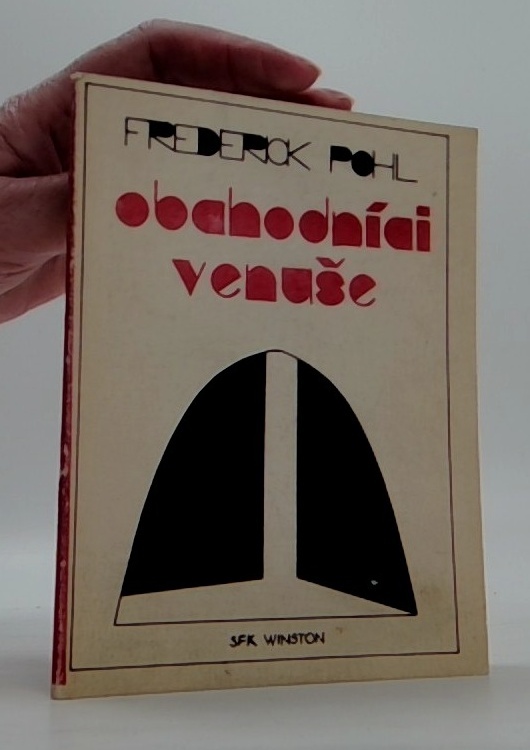 FREDERICK POHL
obchodníci
venuše
SFK WINSTON